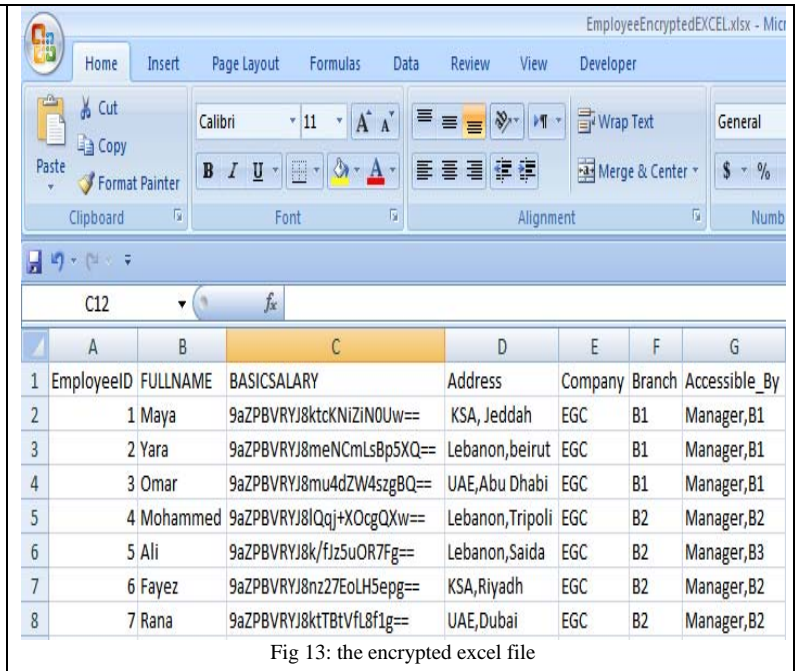 EmployeeEncryptedEXCEL.xlsx - Micr
Home Insert Page Layout Formulas Data Review View Developer
Cut
Copy
Format Painter
Paste
Calibri 11 A A
B I U A
Wrap Text
Merge & Center
General
$ %
Clipboard Font Alignment Numb
C12 fx
A B C D E F G
1 EmployeeID FULLNAME BASICSALARY Address Company Branch Accessible_By
2 1 Maya 9aZPBVRYJ8ktcKNiZiN0Uw== KSA, Jeddah EGC B1 Manager,B1
3 2 Yara 9aZPBVRYJ8meNCmLsBp5XQ== Lebanon,beirut EGC B1 Manager,B1
4 3 Omar 9aZPBVRYJ8mu4dZW4szgBQ== UAE,Abu Dhabi EGC B1 Manager,B1
5 4 Mohammed 9aZPBVRYJ8lQqj+XOcgQXw== Lebanon,Tripoli EGC B2 Manager,B2
6 5 Ali 9aZPBVRYJ8k/fJz5uOR7Fg== Lebanon,Saida EGC B2 Manager,B3
7 6 Fayez 9aZPBVRYJ8nz27EoLH5epg== KSA,Riyadh EGC B2 Manager,B2
8 7 Rana 9aZPBVRYJ8ktTBtVfL8f1g== UAE,Dubai EGC B2 Manager,B2
Fig 13: the encrypted excel file